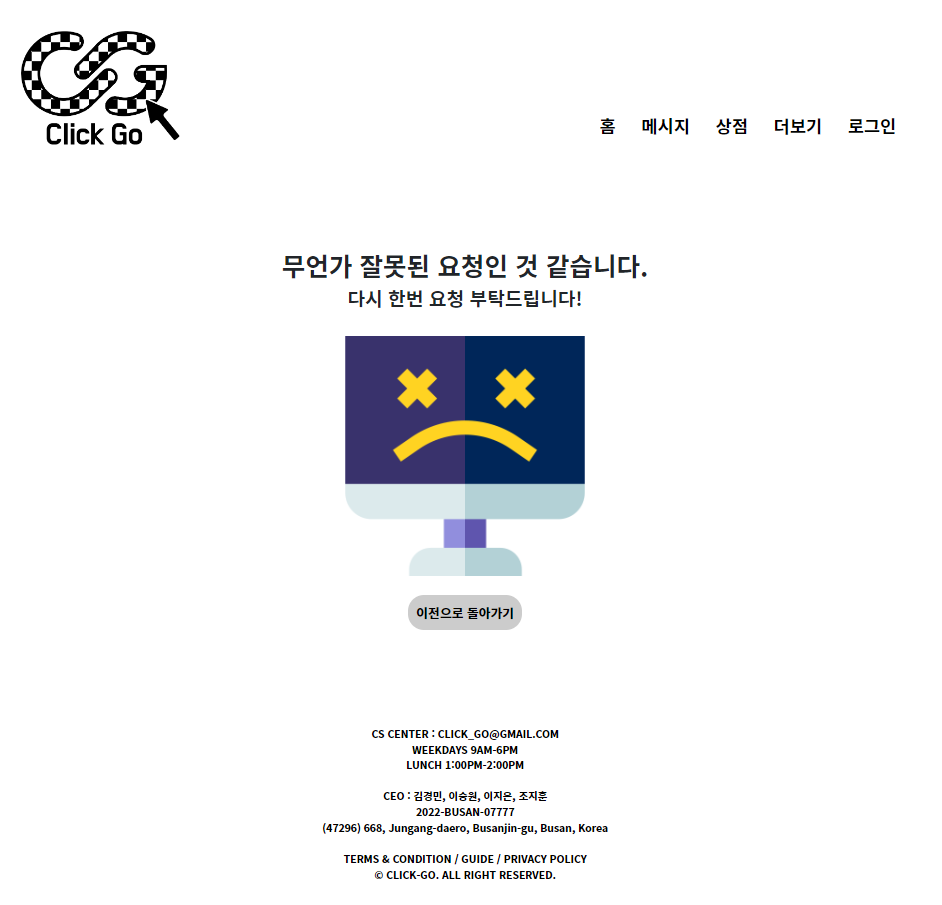 CG
Click Go
홈 메시지 상점 더보기 로그인
무언가 잘못된 요청인 것 같습니다.
다시 한번 요청 부탁드립니다!
이전으로 돌아가기
CS CENTER : CLICK_GO@GMAIL.COM
WEEKDAYS 9AM-6PM
LUNCH 1:00PM-2:00PM
CEO : 김경민, 이승원, 이지은, 조지훈
2022-BUSAN-07777
(47296) 668, Jungang-daero, Busanjin-gu, Busan, Korea
TERMS & CONDITION / GUIDE / PRIVACY POLICY
© CLICK-GO. ALL RIGHT RESERVED.